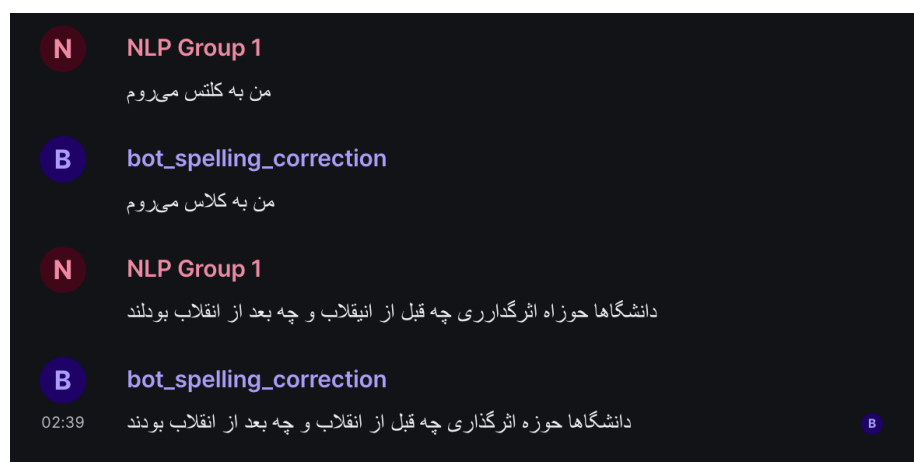 N
NLP Group 1
من به کلتس می‌روم
B
bot_spelling_correction
من به کلاس می‌روم
N
NLP Group 1
دانشگاها حوزاه اثرگدارری چه قبل از انیقلاب و چه بعد از انقلاب بودلند
B
bot_spelling_correction
02:39
دانشگاها حوزه اثرگذاری چه قبل از انقلاب و چه بعد از انقلاب بودند
B